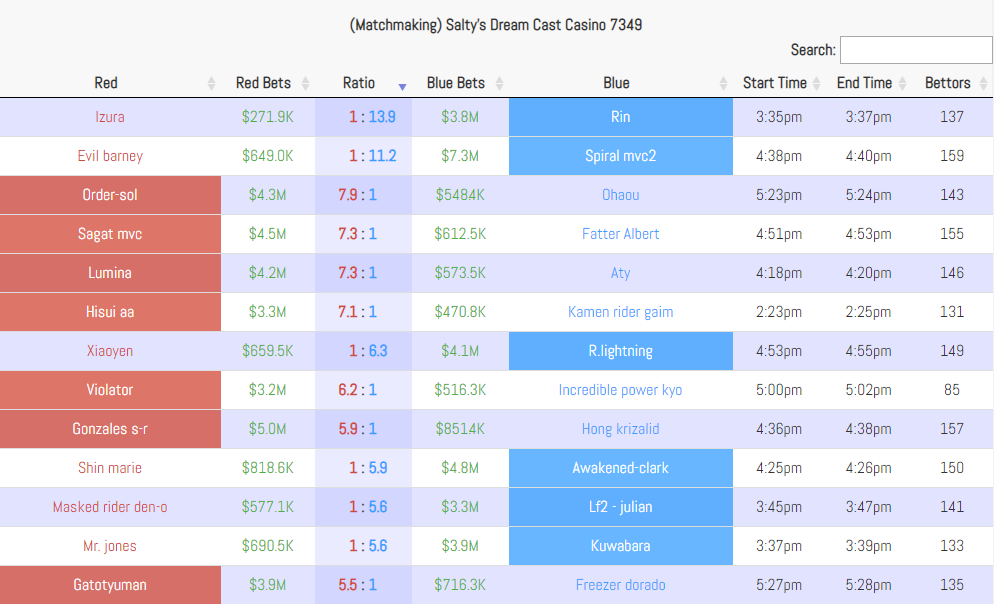 (Matchmaking) Salty's Dream Cast Casino 7349
Search:
Red Red Bets Ratio Blue Bets Blue Start Time End Time Bettors
Izura $271.9K 1 : 13.9 $3.8M Rin 3:35pm 3:37pm 137
Evil barney $649.0K 1 : 11.2 $7.3M Spiral mvc2 4:38pm 4:40pm 159
Order-sol $4.3M 7.9 : 1 $5484K Ohaou 5:23pm 5:24pm 143
Sagat mvc $4.5M 7.3 : 1 $612.5K Fatter Albert 4:51pm 4:53pm 155
Lumina $4.2M 7.3 : 1 $573.5K Aty 4:18pm 4:20pm 146
Hisui aa $3.3M 7.1 : 1 $470.8K Kamen rider gaim 2:23pm 2:25pm 131
Xiaoyen $659.5K 1 : 6.3 $4.1M R.lightning 4:53pm 4:55pm 149
Violator $3.2M 6.2 : 1 $516.3K Incredible power kyo 5:00pm 5:02pm 85
Gonzales s-r $5.0M 5.9 : 1 $8514K Hong krizalid 4:36pm 4:38pm 157
Shin marie $818.6K 1 : 5.9 $4.8M Awakened-clark 4:25pm 4:26pm 150
Masked rider den-o $577.1K 1 : 5.6 $3.3M Lf2 - julian 3:45pm 3:47pm 141
Mr. jones $690.5K 1 : 5.6 $3.9M Kuwabara 3:37pm 3:39pm 133
Gatotyuman $3.9M 5.5 : 1 $716.3K Freezer dorado 5:27pm 5:28pm 135